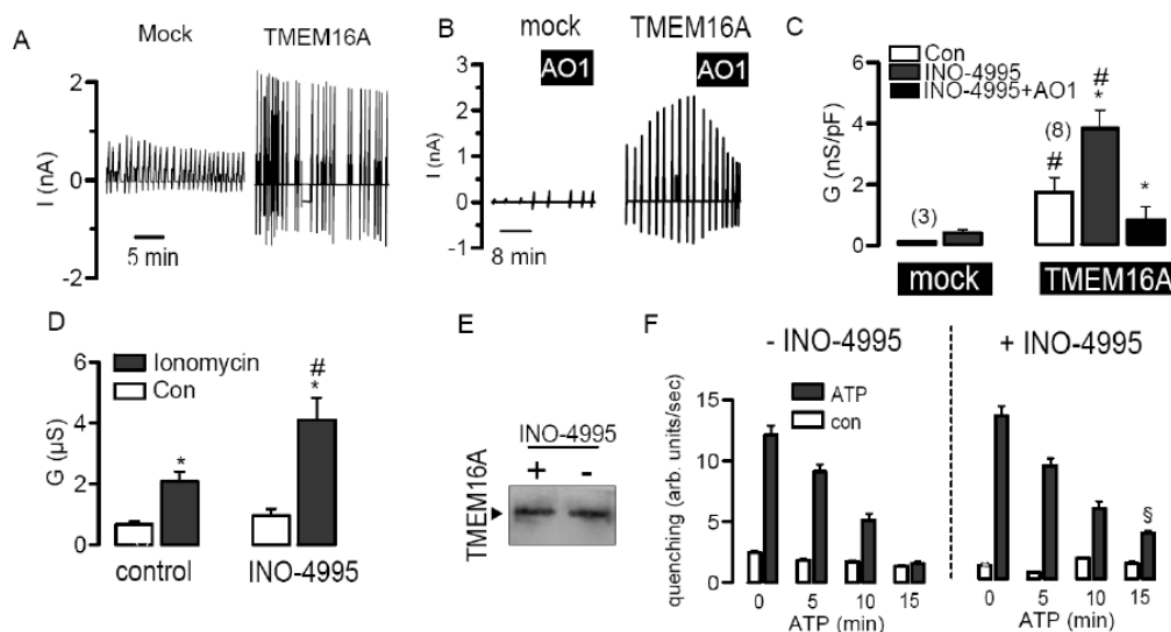 A
Mock
TMEM16A
I (nA)
2
0
-2
5 min
B
mock
TMEM16A
AO1
AO1
I (nA)
3
2
1
0
-1
8 min
C
Con
INO-4995
INO-4995+AO1
G (nS/pF)
6
4
2
0
(3)
(8)
#
#
*
*
mock
TMEM16A
D
Ionomycin
Con
G (µS)
6
4
2
0
*
#
*
control
INO-4995
E
INO-4995
+ -
TMEM16A
F
- INO-4995
+ INO-4995
ATP
con
quenching (arb. units/sec)
15
10
5
0
§
0 5 10 15
ATP (min)
0 5 10 15
ATP (min)